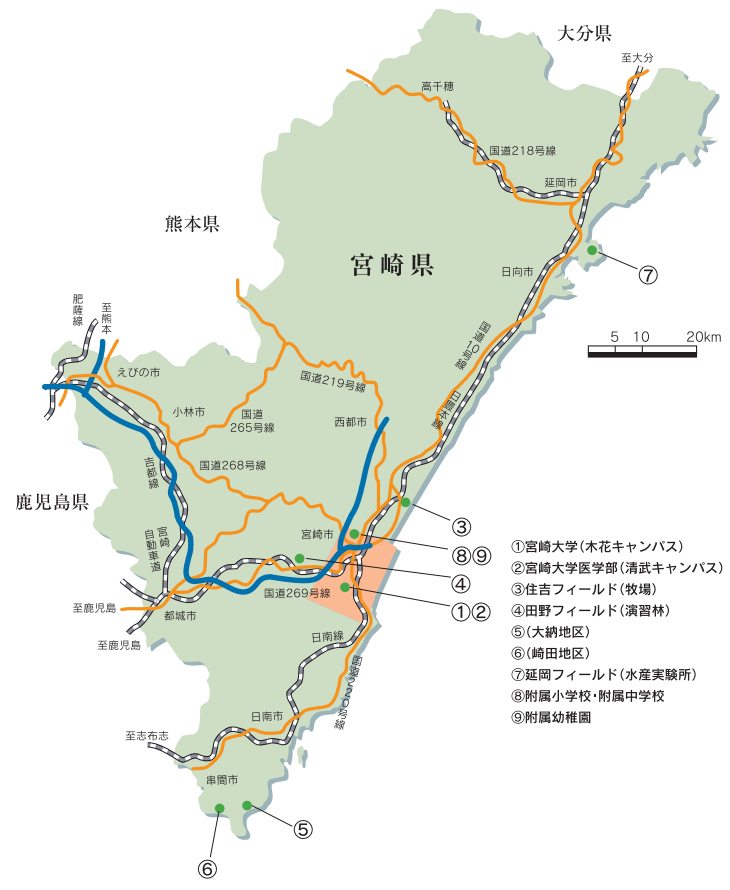 大分県
至大分
高千穂
国道218号線
延岡市
熊本県
宮崎県
日向市
⑦
国道10号線
5 10 20km
肥薩線
至熊本
えびの市
国道219号線
小林市
国道
265号線
西都市
日豊本線
吉都線
国道268号線
鹿児島県
③
宮崎市
宮崎
自動車道
⑧⑨
④
国道269号線
①②
至鹿児島
都城市
至鹿児島
日南線
国道220号線
日南市
至志布志
串間市
⑤
⑥
①宮崎大学（木花キャンパス）
②宮崎大学医学部（清武キャンパス）
③住吉フィールド（牧場）
④田野フィールド（演習林）
⑤（大納地区）
⑥（崎田地区）
⑦延岡フィールド（水産実験所）
⑧附属小学校・附属中学校
⑨附属幼稚園